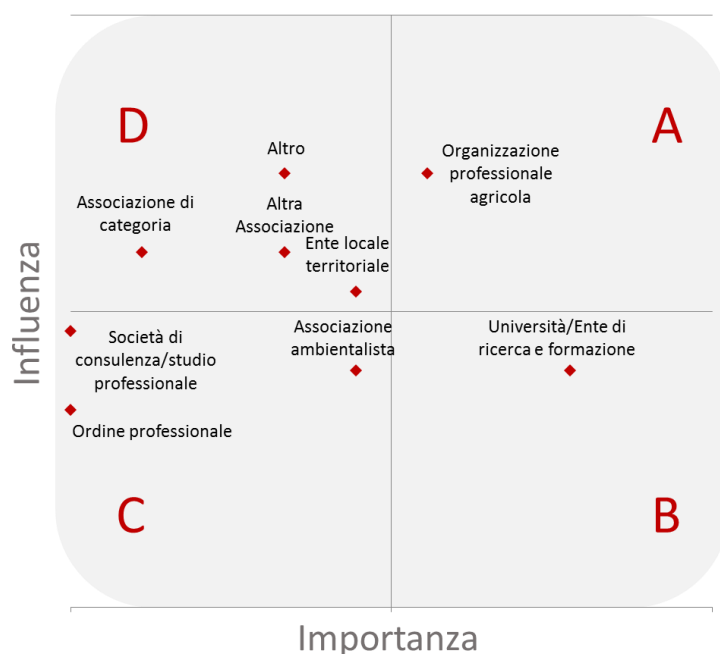 D
A
Altro
Organizzazione
professionale
agricola
Associazione di
categoria
Altra
Associazione
Ente locale
territoriale
Influenza
Società di
consulenza/studio
professionale
Associazione
ambientalista
Università/Ente di
ricerca e formazione
Ordine professionale
C
B
Importanza